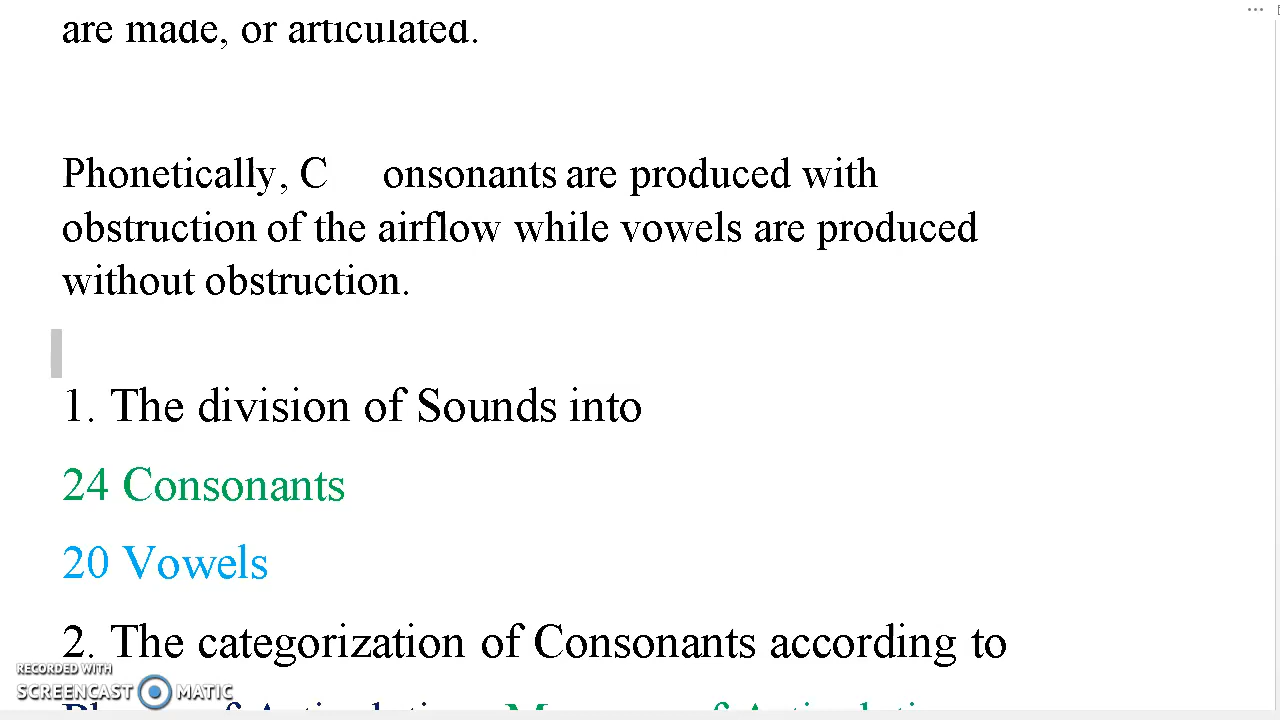 are made, or articulated.
Phonetically, C onsonants are produced with
obstruction of the airflow while vowels are produced
without obstruction.
1. The division of Sounds into
24 Consonants
20 Vowels
2. The categorization of Consonants according to
RECORDED WITH
SCREENCAST MATIC